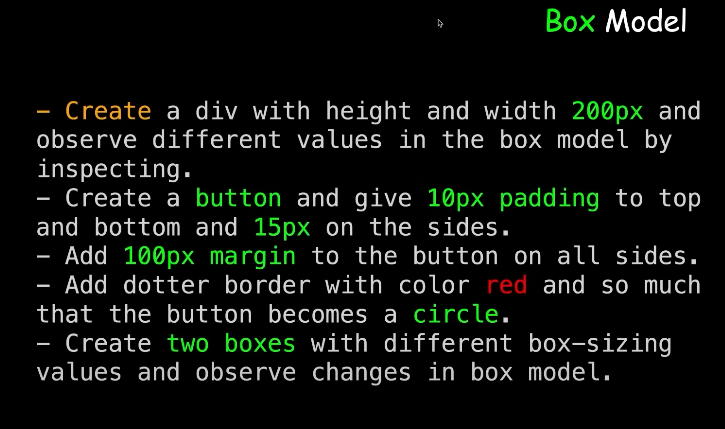 Box Model
– Create a div with height and width 200px and
observe different values in the box model by
inspecting.
– Create a button and give 10px padding to top
and bottom and 15px on the sides.
– Add 100px margin to the button on all sides.
– Add dotter border with color red and so much
that the button becomes a circle.
– Create two boxes with different box-sizing
values and observe changes in box model.